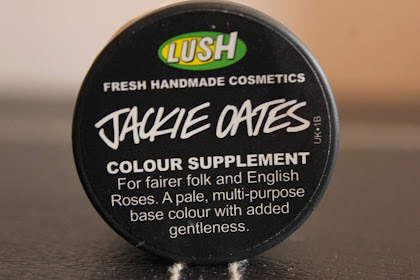 LUSH
FRESH HANDMADE COSMETICS
JACKIE OATES
UK•1B
COLOUR SUPPLEMENT
For fairer folk and English
Roses. A pale, multi-purpose
base colour with added
gentleness.